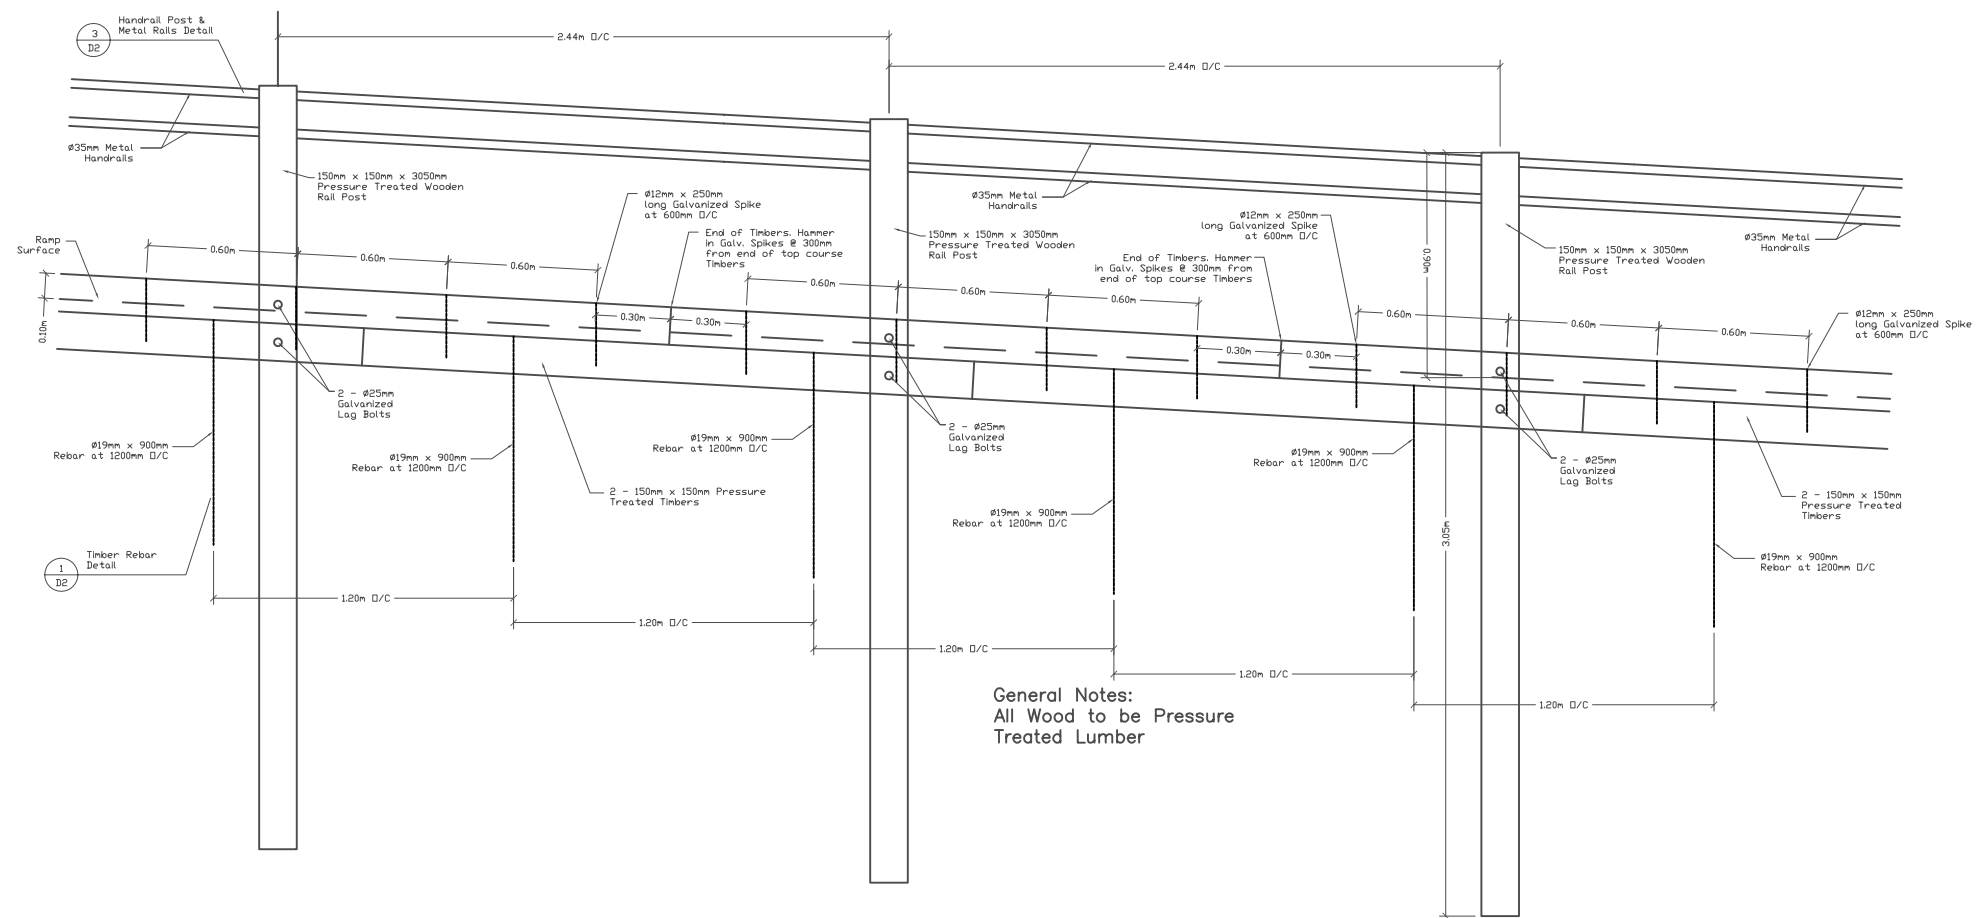 3
D2
Handrail Post &
Metal Rails Detail
2.44m O/C
2.44m O/C
Ø35mm Metal
Handrails
150mm x 150mm x 3050mm
Pressure Treated Wooden
Rail Post
Ø12mm x 250mm
long Galvanized Spike
at 600mm O/C
End of Timbers. Hammer
in Galv. Spikes @ 300mm
from end of top course
Timbers
Ø35mm Metal
Handrails
150mm x 150mm x 3050mm
Pressure Treated Wooden
Rail Post
Ø12mm x 250mm
long Galvanized Spike
at 600mm O/C
End of Timbers. Hammer
in Galv. Spikes @ 300mm from
end of top course Timbers
0.90m
150mm x 150mm x 3050mm
Pressure Treated Wooden
Rail Post
Ø35mm Metal
Handrails
Ø12mm x 250mm
long Galvanized Spike
at 600mm O/C
Ramp
Surface
0.10m
0.60m
0.60m
0.60m
0.30m
0.30m
0.60m
0.60m
0.60m
0.30m
0.30m
0.60m
0.60m
0.60m
2 - Ø25mm
Galvanized
Lag Bolts
2 - Ø25mm
Galvanized
Lag Bolts
2 - Ø25mm
Galvanized
Lag Bolts
Ø19mm x 900mm
Rebar at 1200mm O/C
Ø19mm x 900mm
Rebar at 1200mm O/C
Ø19mm x 900mm
Rebar at 1200mm O/C
Ø19mm x 900mm
Rebar at 1200mm O/C
Ø19mm x 900mm
Rebar at 1200mm O/C
Ø19mm x 900mm
Rebar at 1200mm O/C
2 - 150mm x 150mm Pressure
Treated Timbers
2 - 150mm x 150mm
Pressure Treated
Timbers
3.05m
1
D2
Timber Rebar
Detail
1.20m O/C
1.20m O/C
1.20m O/C
1.20m O/C
1.20m O/C
General Notes:
All Wood to be Pressure
Treated Lumber